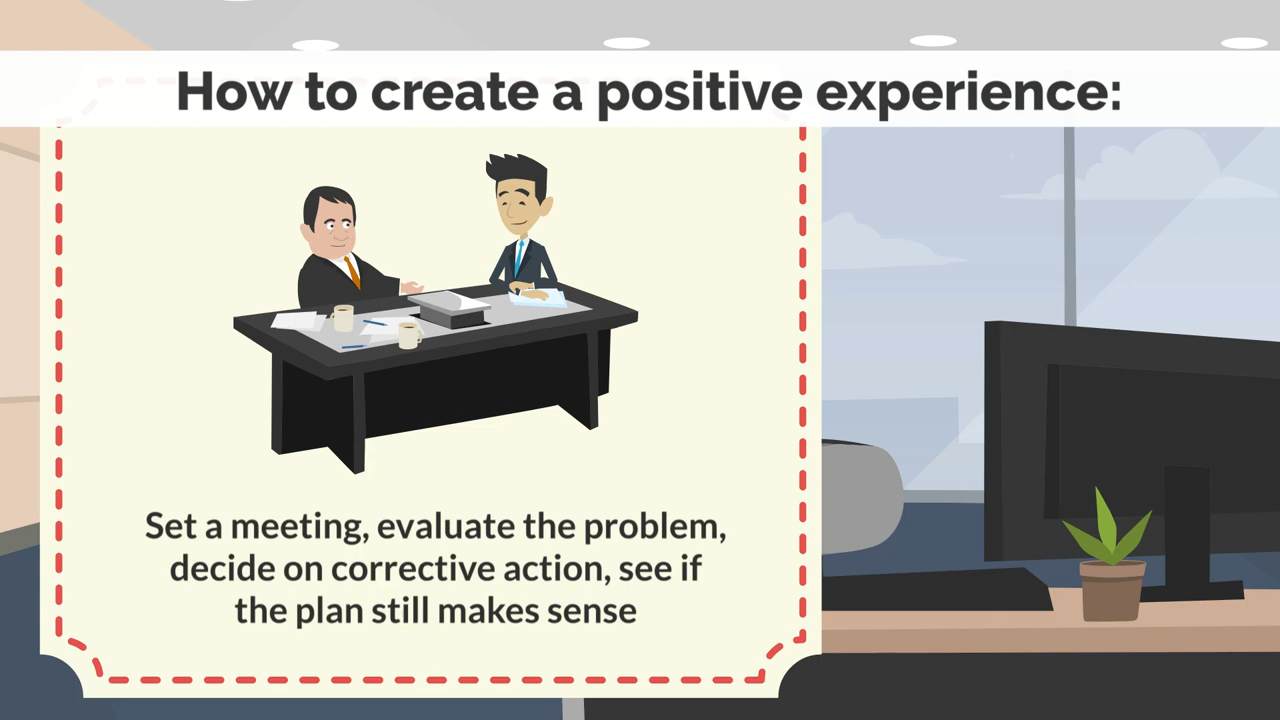 How to create a positive experience:
Set a meeting, evaluate the problem,
decide on corrective action, see if
the plan still makes sense